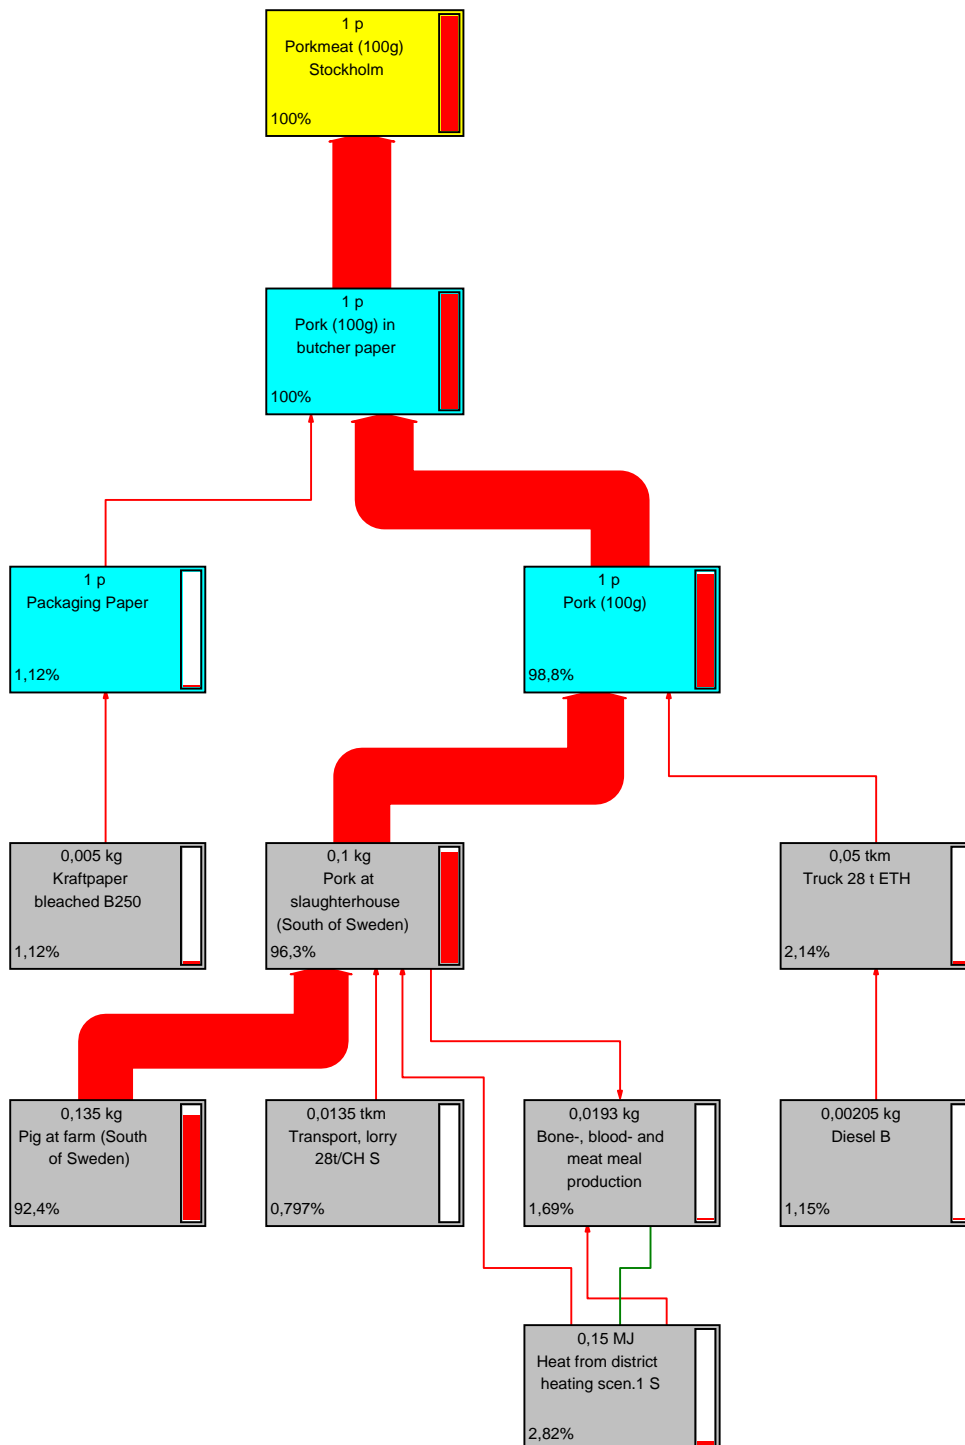 1 p
Porkmeat (100g)
Stockholm
100%
1 p
Pork (100g) in
butcher paper
100%
1 p
Packaging Paper
1,12%
1 p
Pork (100g)
98,8%
0,005 kg
Kraftpaper
bleached B250
1,12%
0,1 kg
Pork at
slaughterhouse
(South of Sweden)
96,3%
0,05 tkm
Truck 28 t ETH
2,14%
0,135 kg
Pig at farm (South
of Sweden)
92,4%
0,0135 tkm
Transport, lorry
28t/CH S
0,797%
0,0193 kg
Bone-, blood- and
meat meal
production
1,69%
0,00205 kg
Diesel B
1,15%
0,15 MJ
Heat from district
heating scen.1 S
2,82%